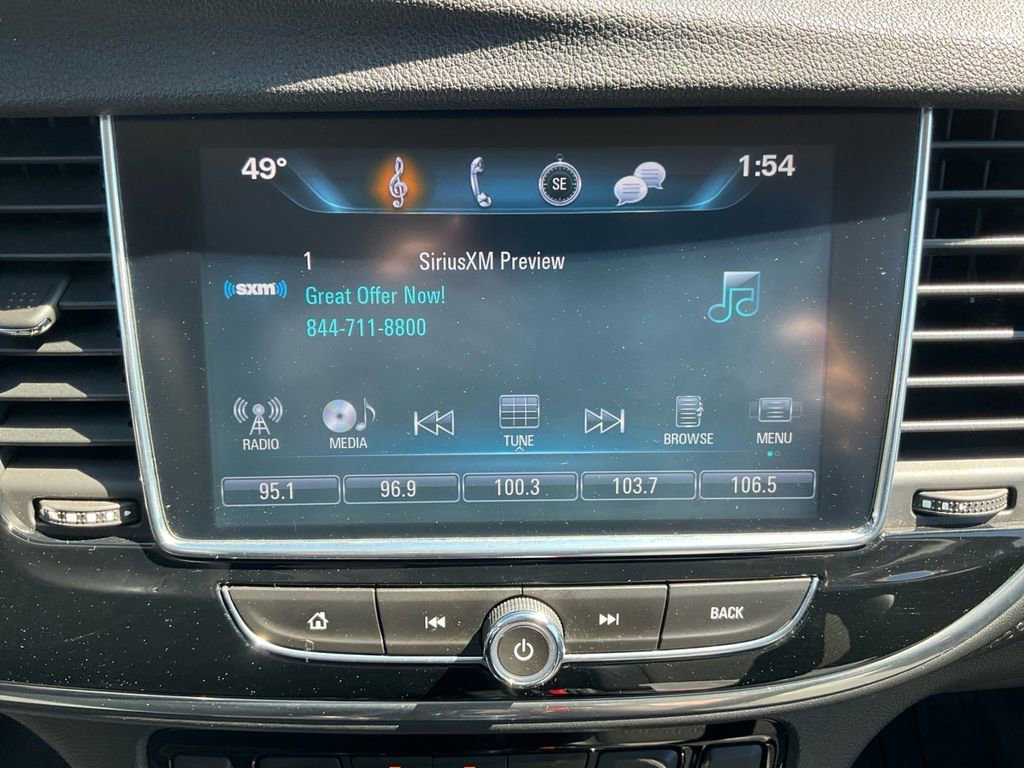 49° SE 1:54
1 SiriusXM Preview
((sxm))
Great Offer Now!
844-711-8800
RADIO MEDIA TUNE BROWSE MENU
95.1 96.9 100.3 103.7 106.5
BACK